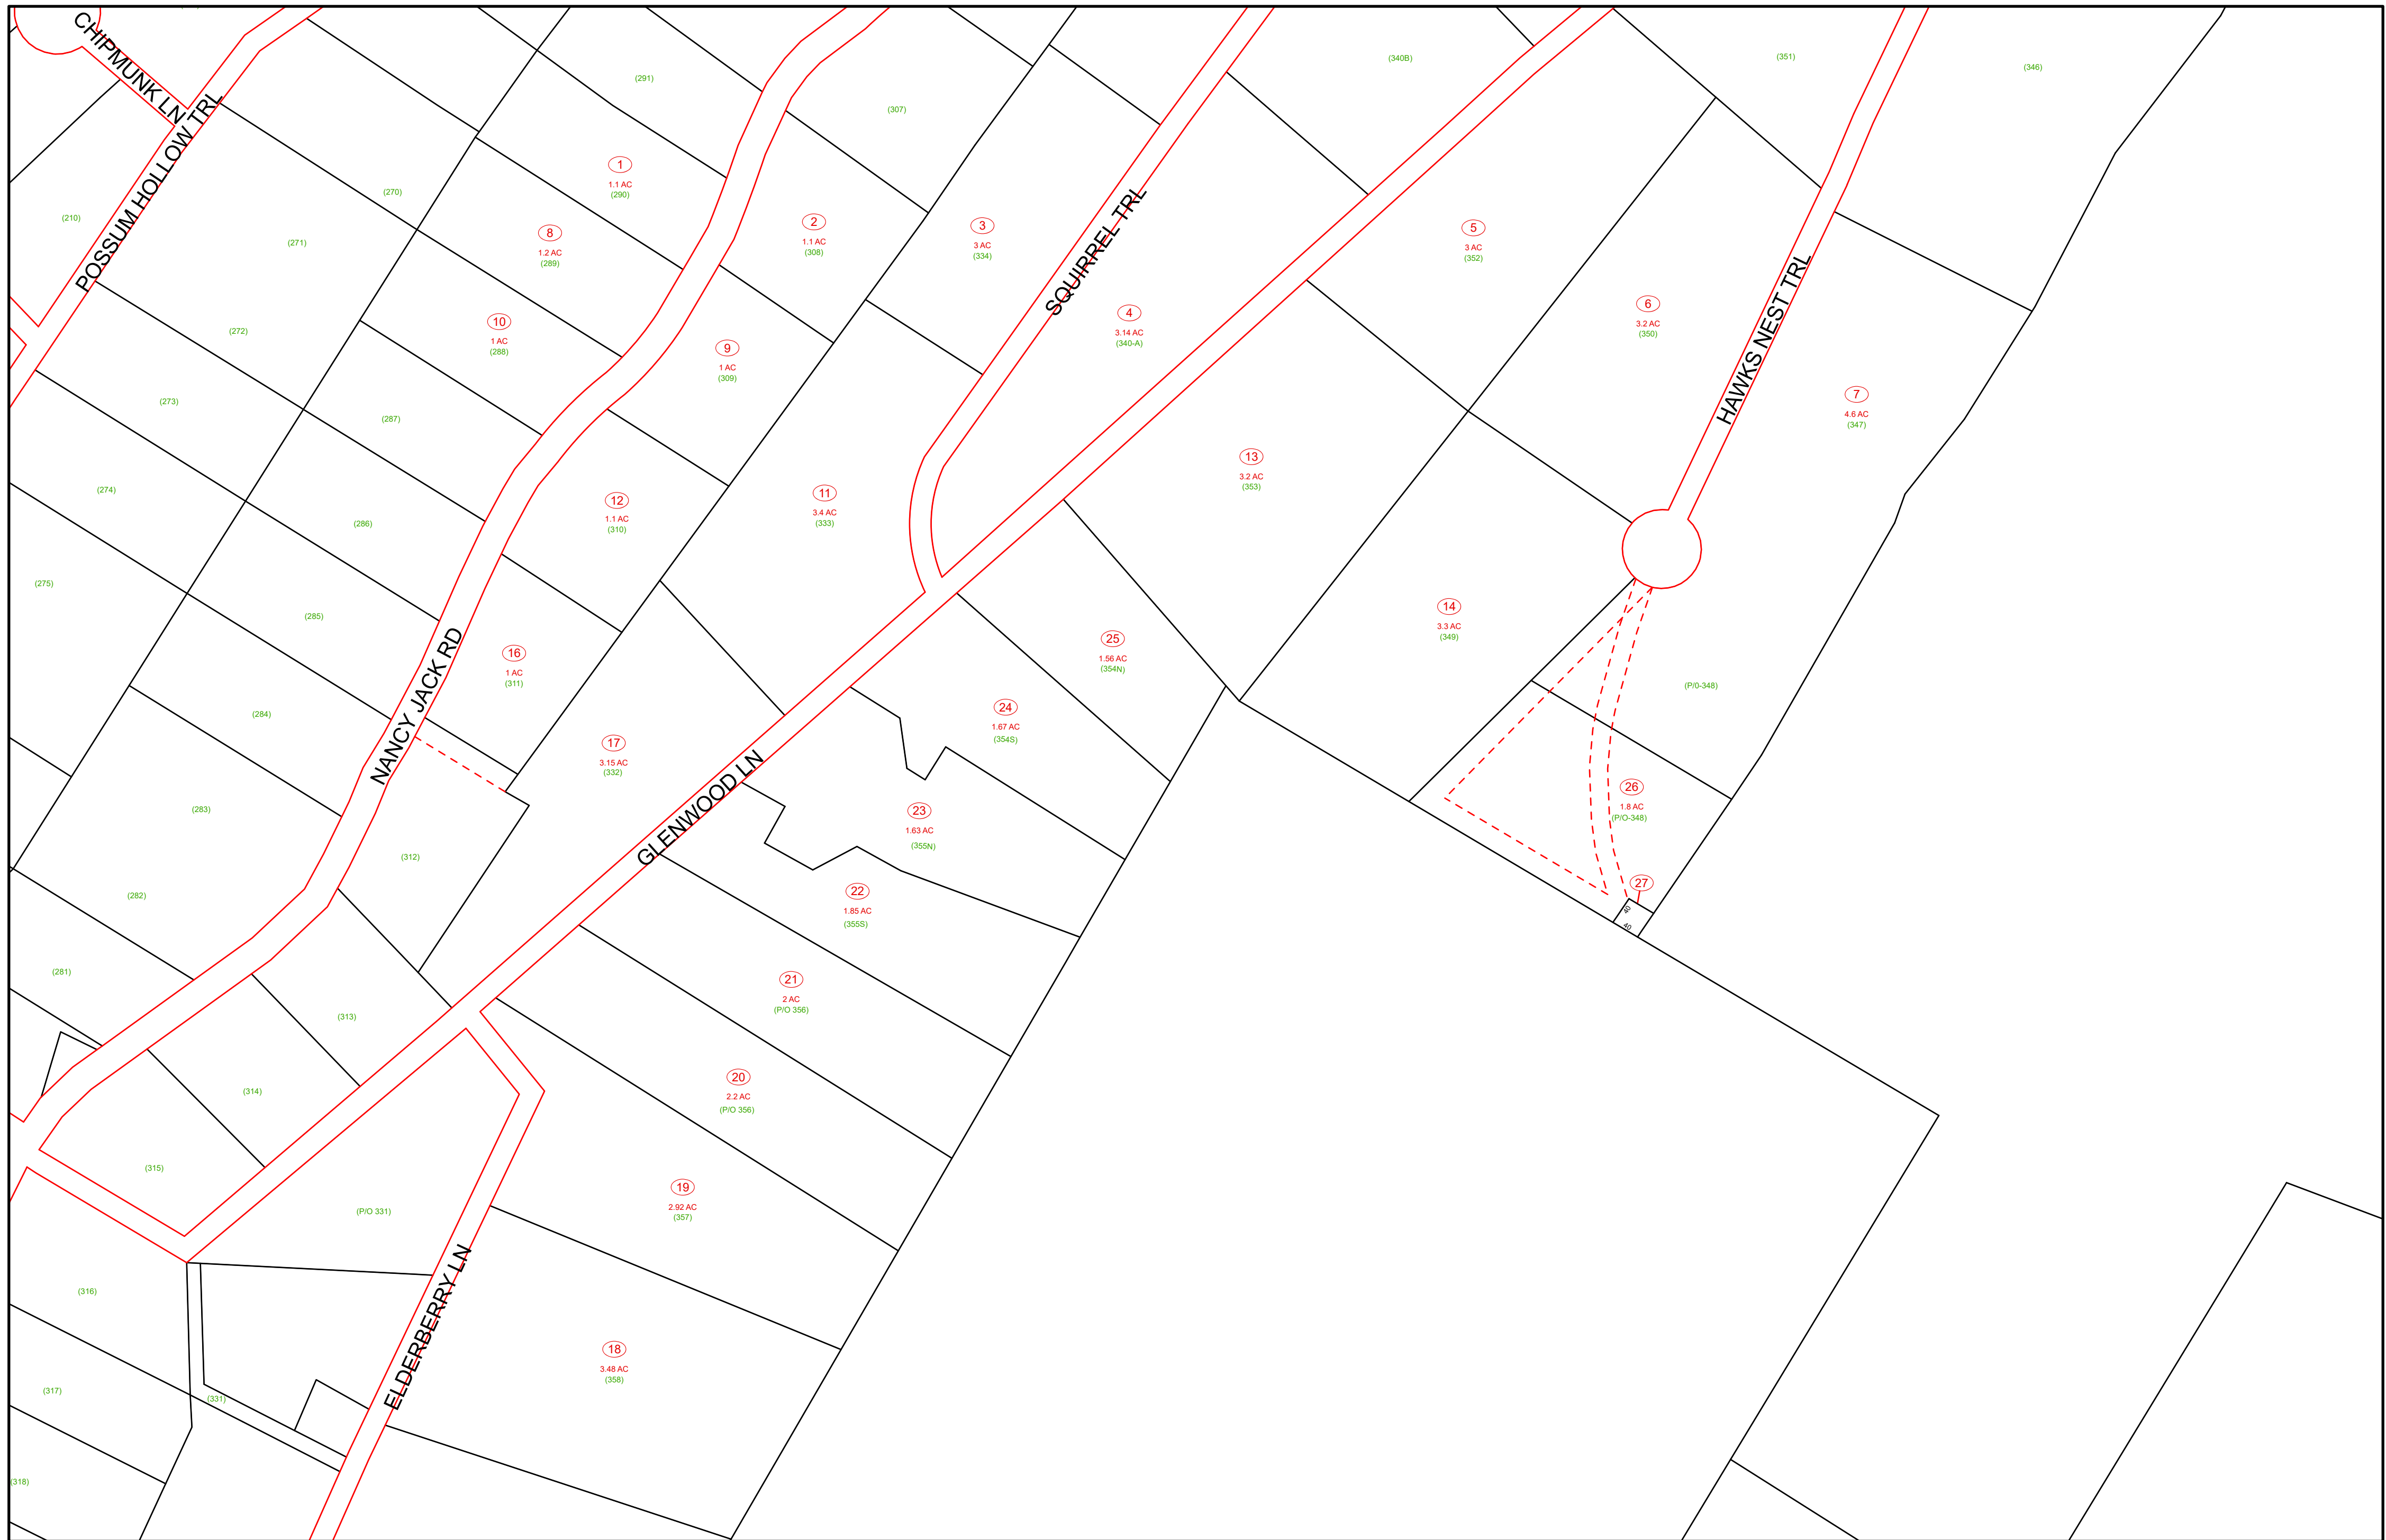 CHIPMUNK LN
POSSUM HOLLOW TRL
(291)
(307)
(340B)
(351)
(346)
1
1.1 AC
(290)
(270)
(210)
(271)
8
1.2 AC
(289)
2
1.1 AC
(308)
3
3 AC
(334)
SQUIRREL TRL
5
3 AC
(352)
6
3.2 AC
(350)
HAWKS NEST TRL
4
3.14 AC
(340-A)
10
1 AC
(288)
(272)
9
1 AC
(309)
7
4.6 AC
(347)
(273)
(287)
13
3.2 AC
(353)
(274)
12
1.1 AC
(310)
11
3.4 AC
(333)
(286)
(275)
(285)
14
3.3 AC
(349)
NANCY JACK RD
16
1 AC
(311)
25
1.56 AC
(354N)
(P/0-348)
(284)
24
1.67 AC
(354S)
17
3.15 AC
(332)
GLENWOOD LN
(283)
23
1.63 AC
(355N)
26
1.8 AC
(P/O-348)
(312)
22
1.85 AC
(355S)
27
40
40
(282)
(281)
21
2 AC
(P/O 356)
(313)
20
2.2 AC
(P/O 356)
(314)
(315)
19
2.92 AC
(357)
(P/O 331)
ELDERBERRY LN
(316)
18
3.48 AC
(358)
(317)
(331)
(318)